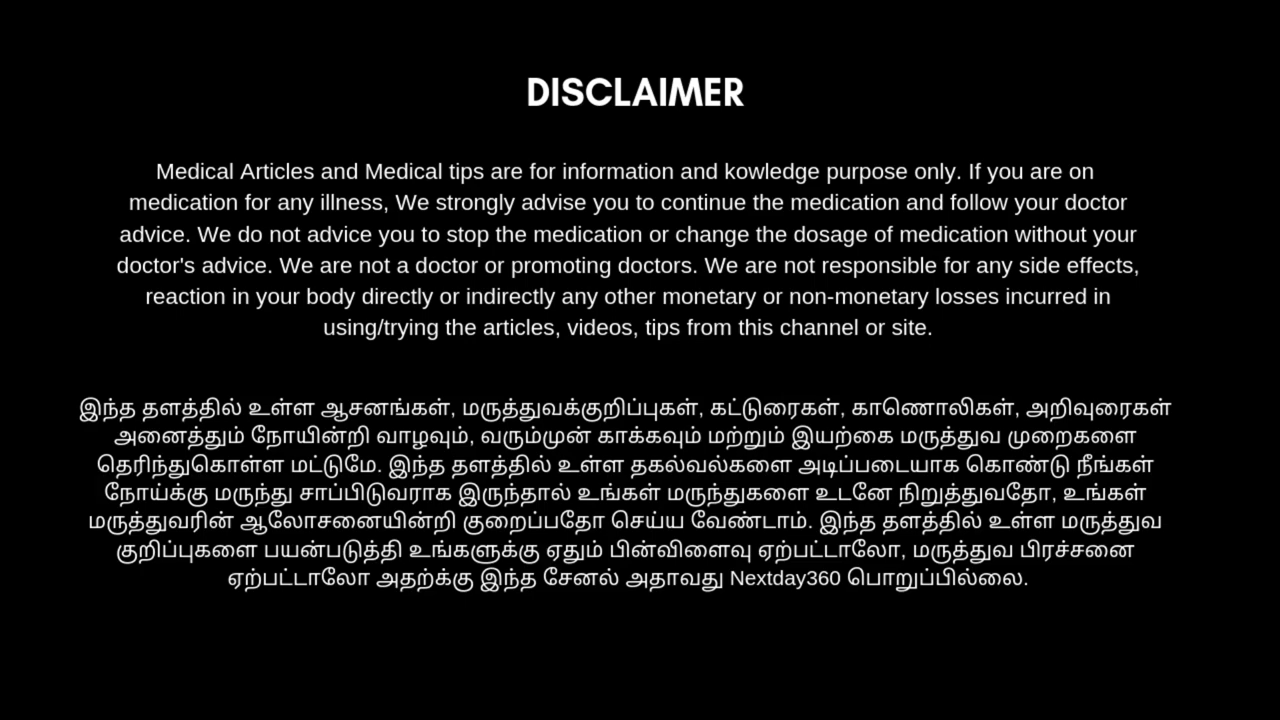 DISCLAIMER
Medical Articles and Medical tips are for information and kowledge purpose only. If you are on
medication for any illness, We strongly advise you to continue the medication and follow your doctor
advice. We do not advice you to stop the medication or change the dosage of medication without your
doctor's advice. We are not a doctor or promoting doctors. We are not responsible for any side effects,
reaction in your body directly or indirectly any other monetary or non-monetary losses incurred in
using/trying the articles, videos, tips from this channel or site.
இந்த தளத்தில் உள்ள ஆசனங்கள், மருத்துவக்குறிப்புகள், கட்டுரைகள், காணொலிகள், அறிவுரைகள்
அனைத்தும் நோயின்றி வாழவும், வரும்முன் காக்கவும் மற்றும் இயற்கை மருத்துவ முறைகளை
தெரிந்துகொள்ள மட்டுமே. இந்த தளத்தில் உள்ள தகல்வல்களை அடிப்படையாக கொண்டு நீங்கள்
நோய்க்கு மருந்து சாப்பிடுவராக இருந்தால் உங்கள் மருந்துகளை உடனே நிறுத்துவதோ, உங்கள்
மருத்துவரின் ஆலோசனையின்றி குறைப்பதோ செய்ய வேண்டாம். இந்த தளத்தில் உள்ள மருத்துவ
குறிப்புகளை பயன்படுத்தி உங்களுக்கு ஏதும் பின்விளைவு ஏற்பட்டாலோ, மருத்துவ பிரச்சனை
ஏற்பட்டாலோ அதற்க்கு இந்த சேனல் அதாவது Nextday360 பொறுப்பில்லை.